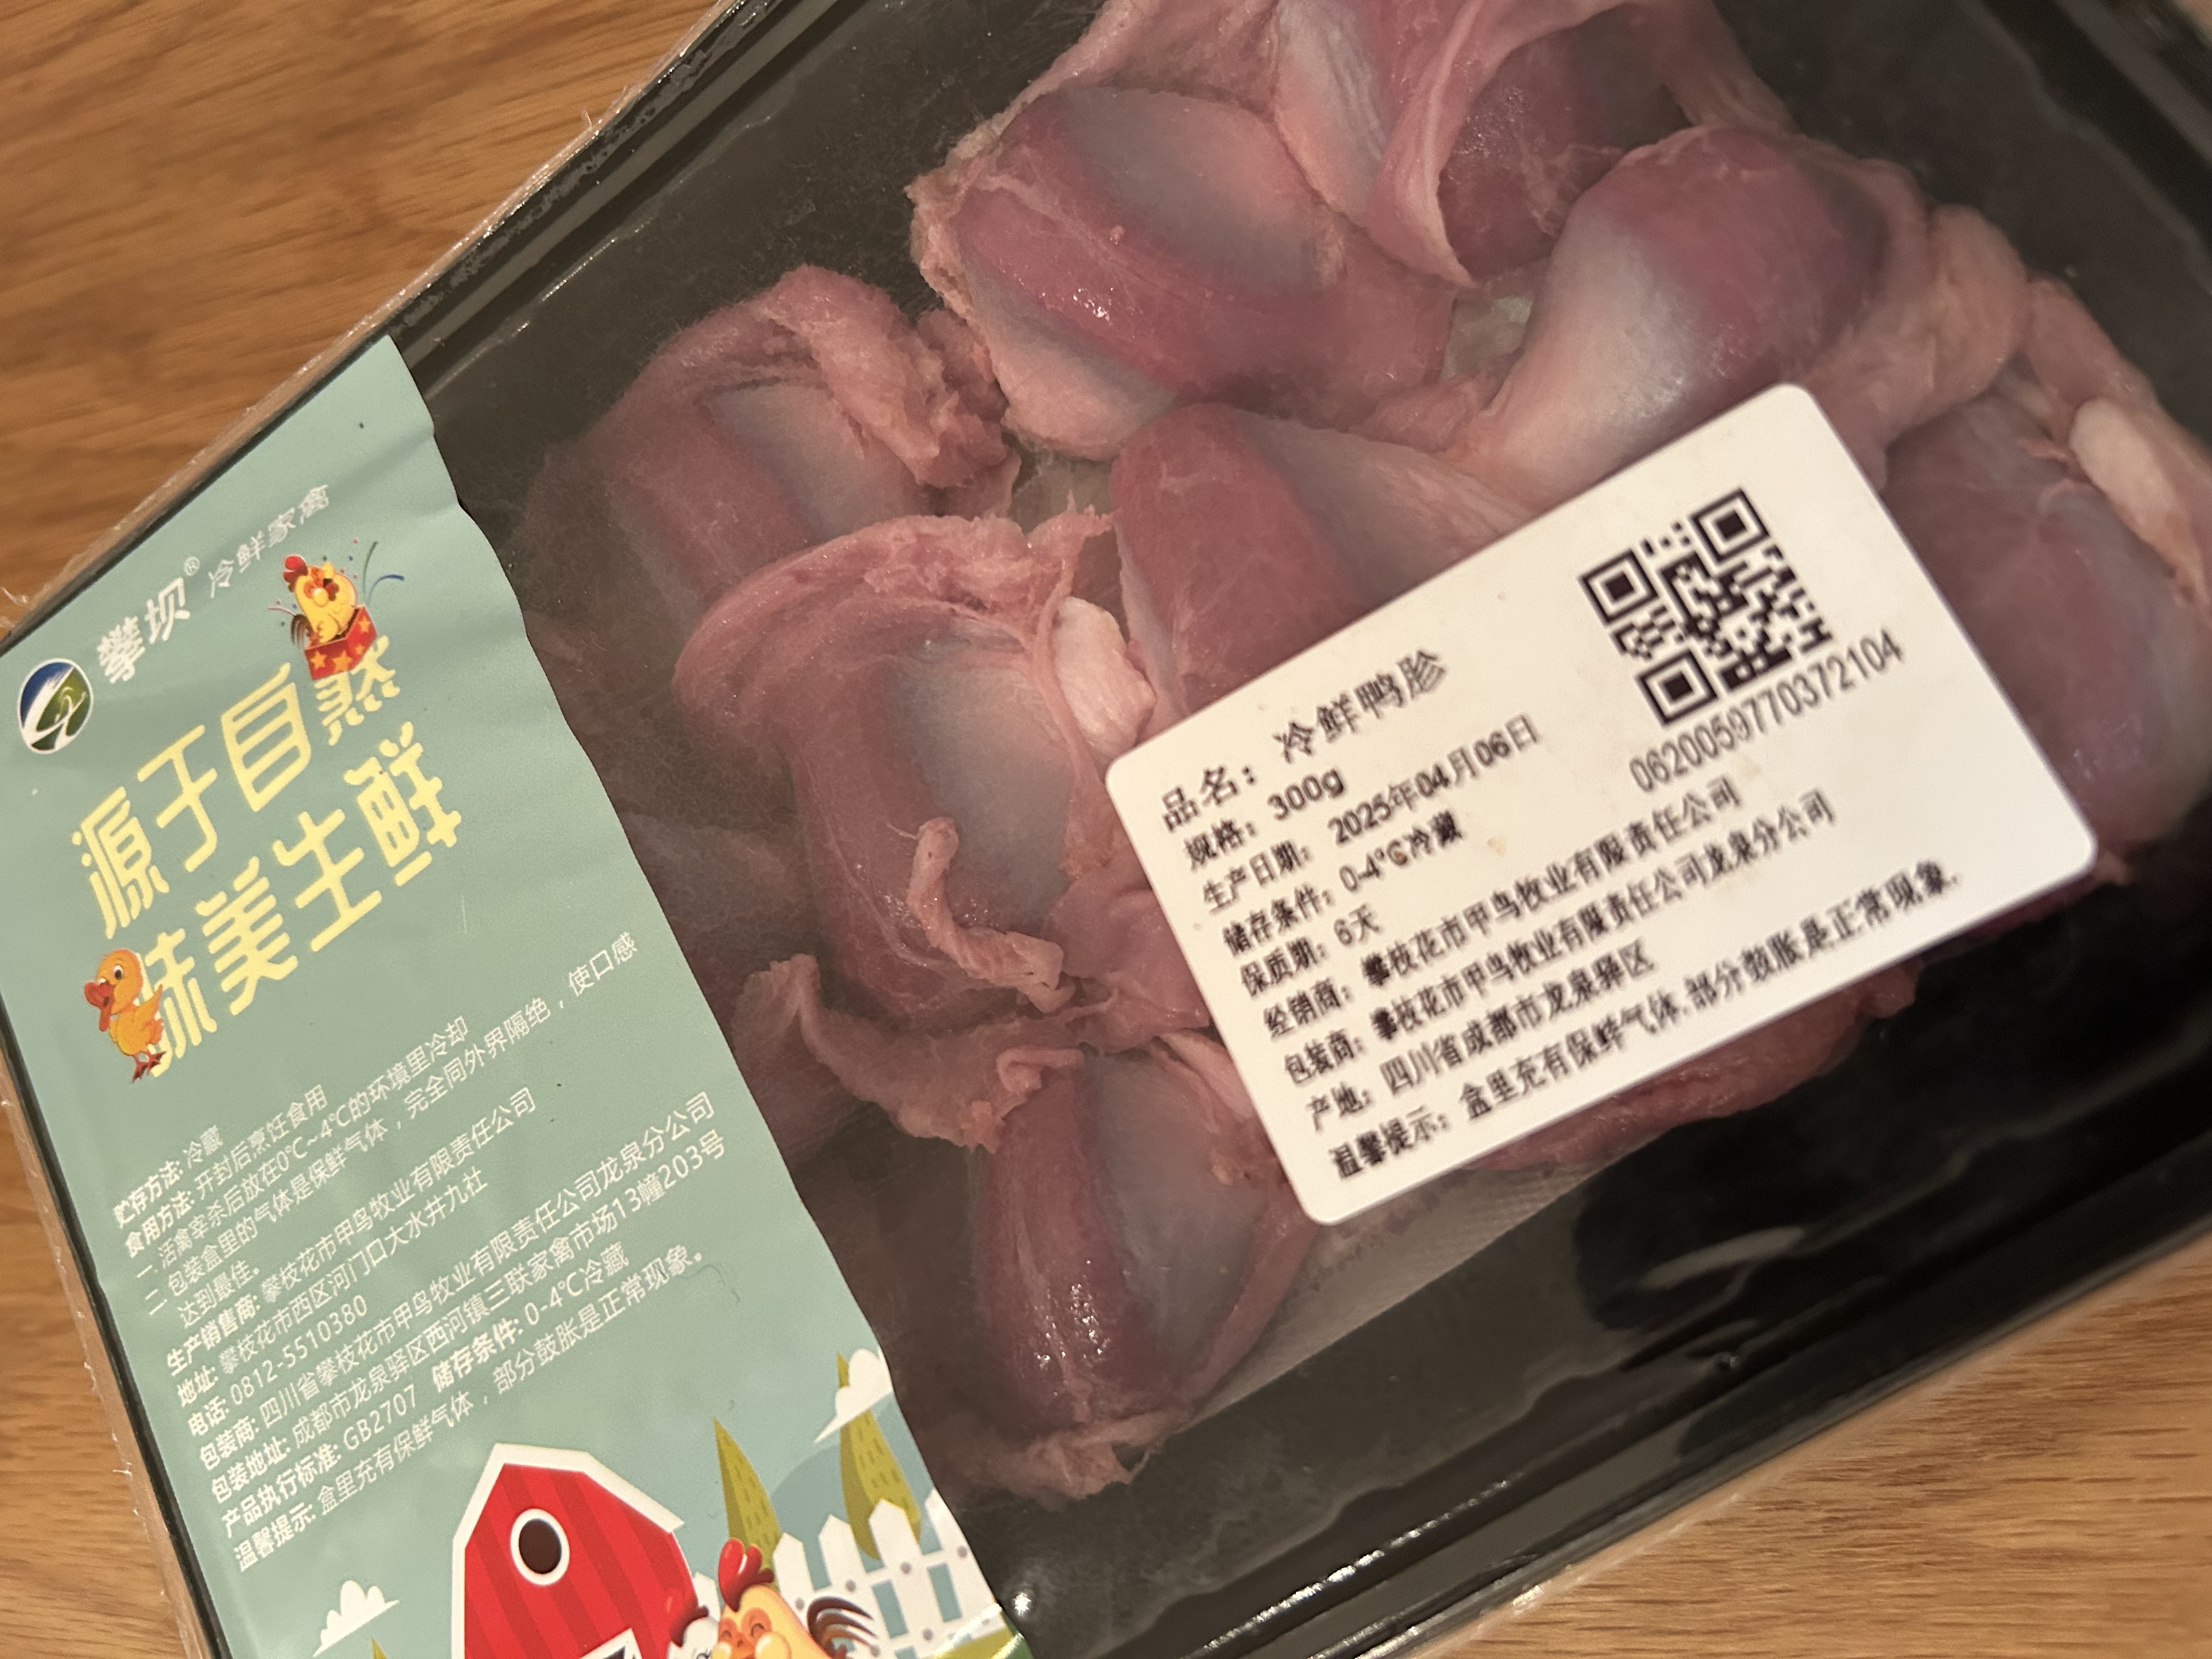 攀坝® 冷鲜家禽
源于自然
味美生鲜
贮存方法: 冷藏
食用方法: 开封后烹饪食用
一. 活禽宰杀后放在0℃~4℃的环境里冷却
二. 包装盒里的气体是保鲜气体，完全同外界隔绝，使口感
达到最佳。
生产销售商: 攀枝花市甲鸟牧业有限责任公司
地址: 攀枝花市西区河门口大水井九社
电话: 0812-5510380
包装商: 四川省攀枝花市甲鸟牧业有限责任公司龙泉分公司
包装地址: 成都市龙泉驿区西河镇三联家禽市场13幢203号
产品执行标准: GB2707 储存条件: 0-4℃冷藏
温馨提示: 盒里充有保鲜气体，部分鼓胀是正常现象。
品名: 冷鲜鸭胗
规格: 300g
生产日期: 2025年04月06日
储存条件: 0-4℃冷藏
保质期: 6天
经销商: 攀枝花市甲鸟牧业有限责任公司
包装商: 攀枝花市甲鸟牧业有限责任公司龙泉分公司
产地: 四川省成都市龙泉驿区
温馨提示: 盒里充有保鲜气体.部分鼓胀是正常现象.
0620059770372104